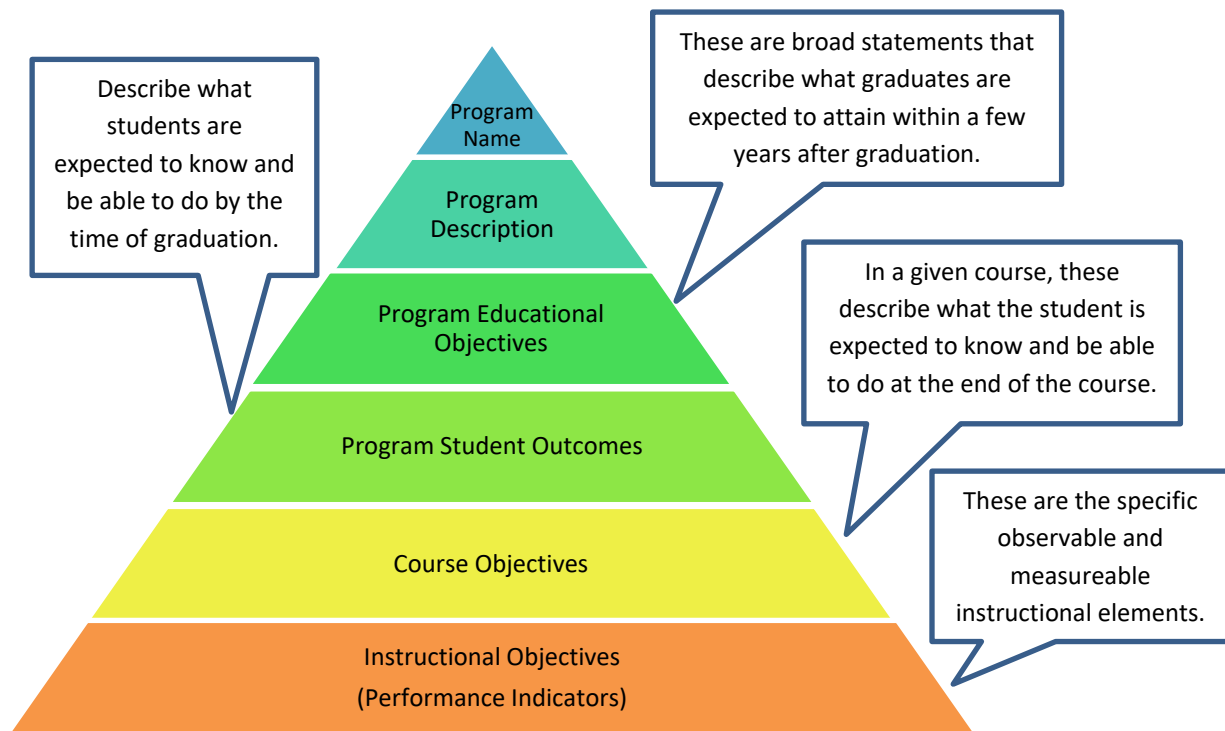 Describe what
students are
expected to know and
be able to do by the
time of graduation.
These are broad statements that
describe what graduates are
expected to attain within a few
years after graduation.
Program
Name
Program
Description
Program Educational
Objectives
In a given course, these
describe what the student is
expected to know and be able
to do at the end of the course.
Program Student Outcomes
Course Objectives
These are the specific
observable and
measureable
instructional elements.
Instructional Objectives
(Performance Indicators)